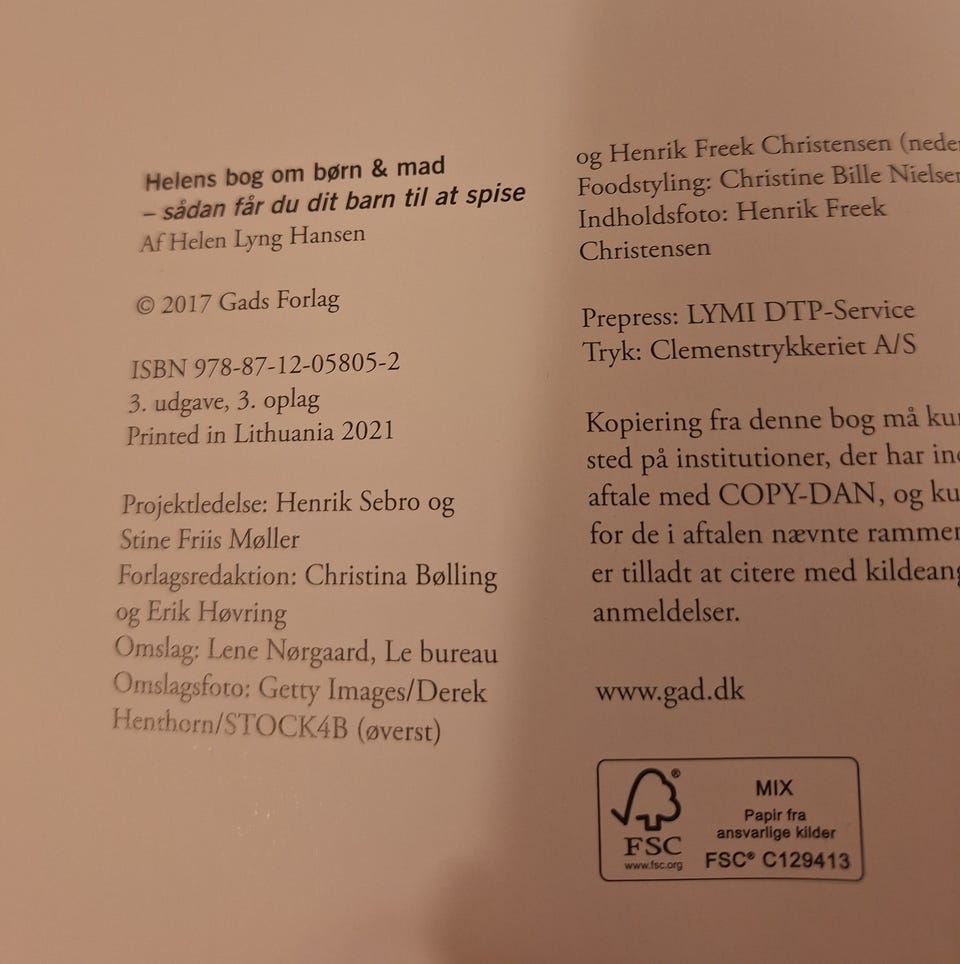 Helens bog om børn & mad
– sådan får du dit barn til at spise
Af Helen Lyng Hansen
© 2017 Gads Forlag
ISBN 978-87-12-05805-2
3. udgave, 3. oplag
Printed in Lithuania 2021
Projektledelse: Henrik Sebro og
Stine Friis Møller
Forlagsredaktion: Christina Bølling
og Erik Høvring
Omslag: Lene Nørgaard, Le bureau
Omslagsfoto: Getty Images/Derek
Henthorn/STOCK4B (øverst)
og Henrik Freek Christensen
Foodstyling: Christine Bille Nielsen
Indholdsfoto: Henrik Freek
Christensen
Prepress: LYMI DTP-Service
Tryk: Clemenstrykkeriet A/S
Kopiering fra denne bog må
sted på institutioner, der har
aftale med COPY-DAN, og
for de i aftalen nævnte rammer
er tilladt at citere med
anmeldelser.
www.gad.dk
FSC
www.fsc.org
MIX
Papir fra
ansvarlige kilder
FSC® C129413